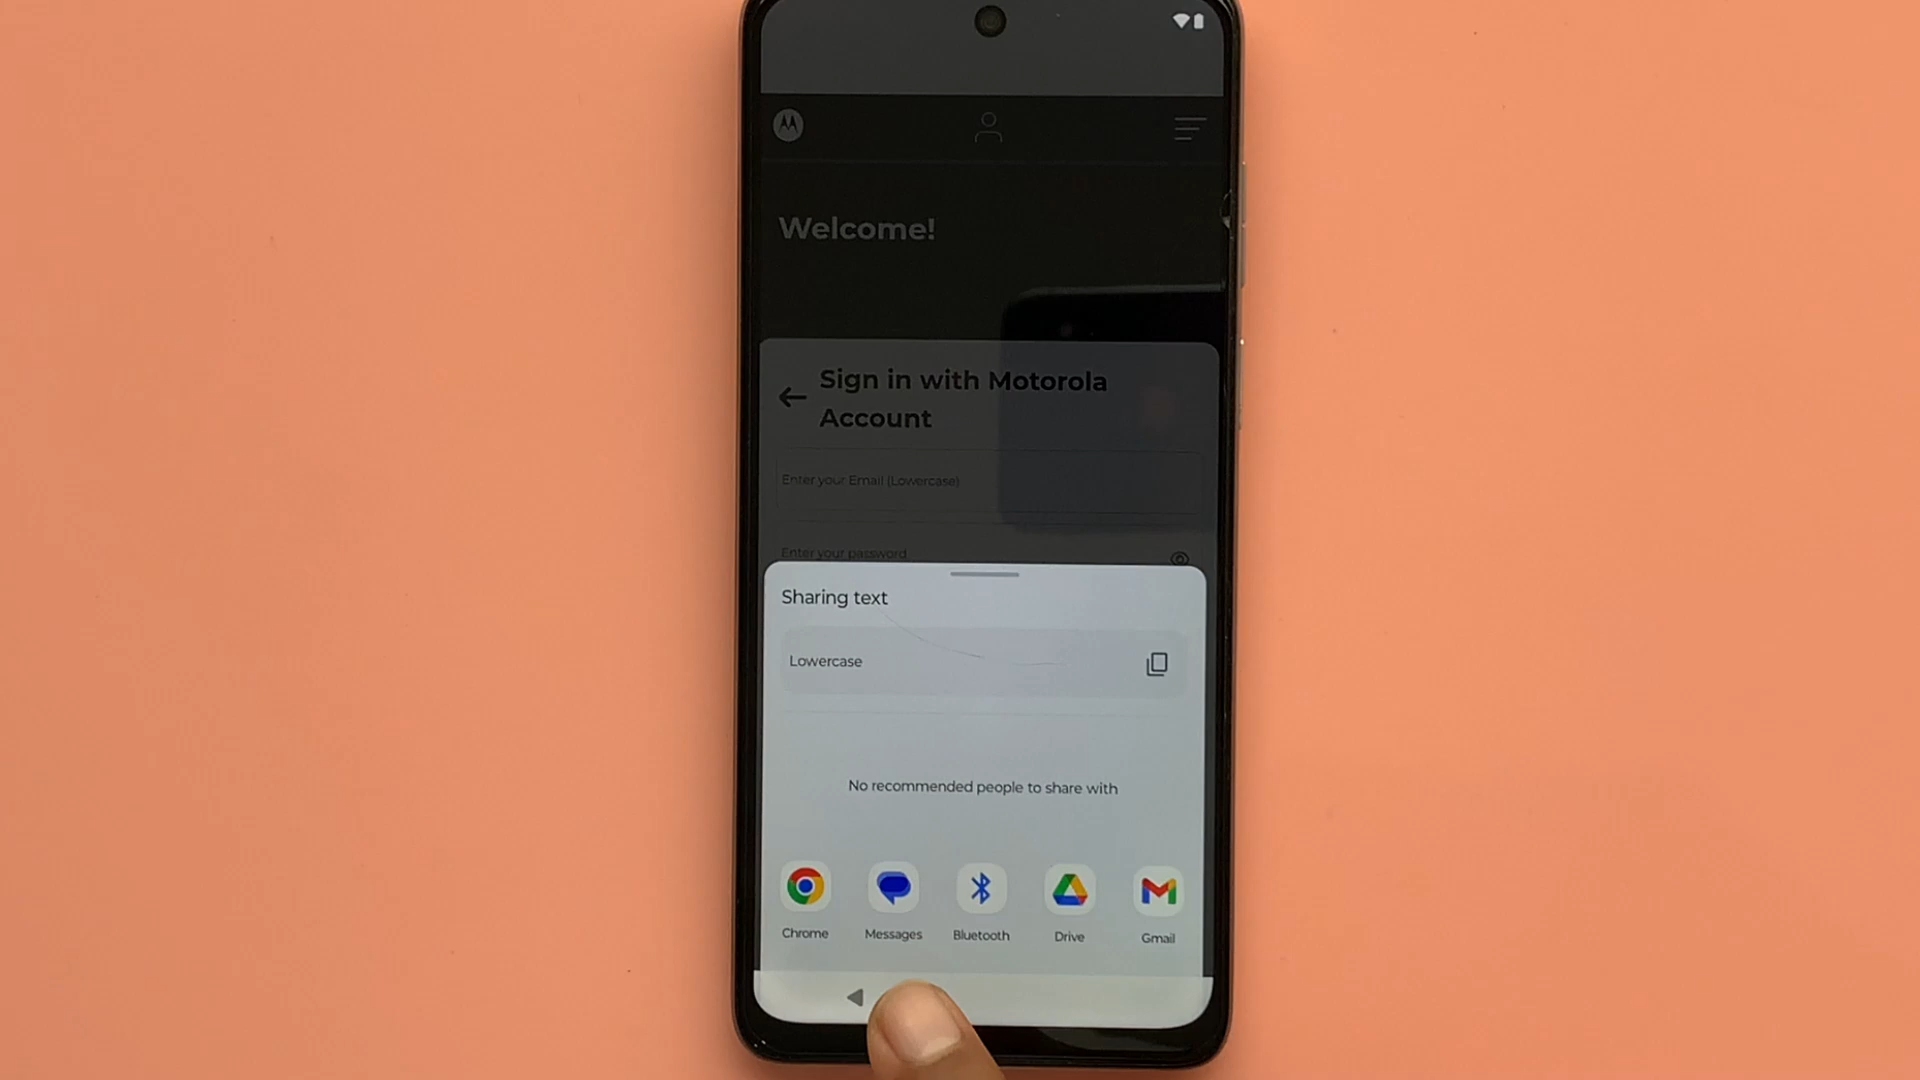 Welcome!
Sign in with Motorola
Account
Enter your Email (Lowercase)
Enter your password
Sharing text
Lowercase
No recommended people to share with
Chrome
Messages
Bluetooth
Drive
Gmail